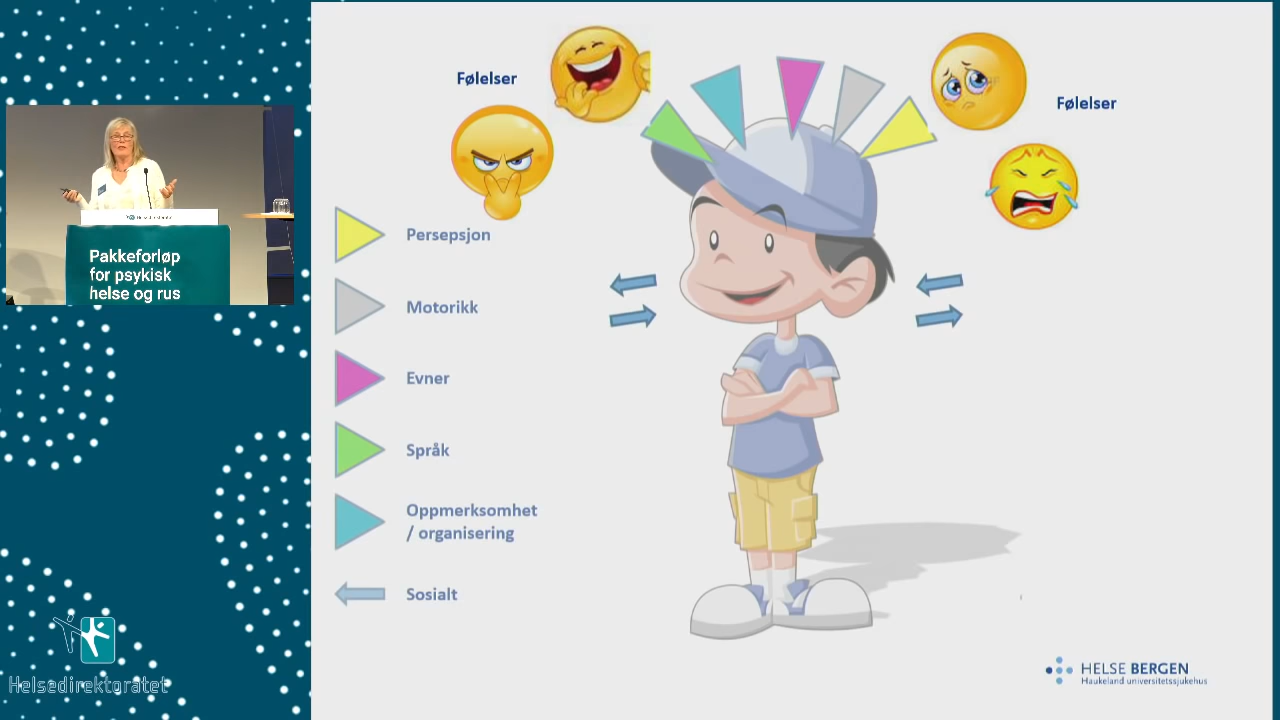 Følelser
Følelser
Persepsjon
Motorikk
Evner
Språk
Oppmerksomhet
/ organisering
Sosialt
Helsedirektoratet
Pakkeforløp
for psykisk
helse og rus
Helsedirektoratet
HELSE BERGEN
Haukeland universitetssjukehus